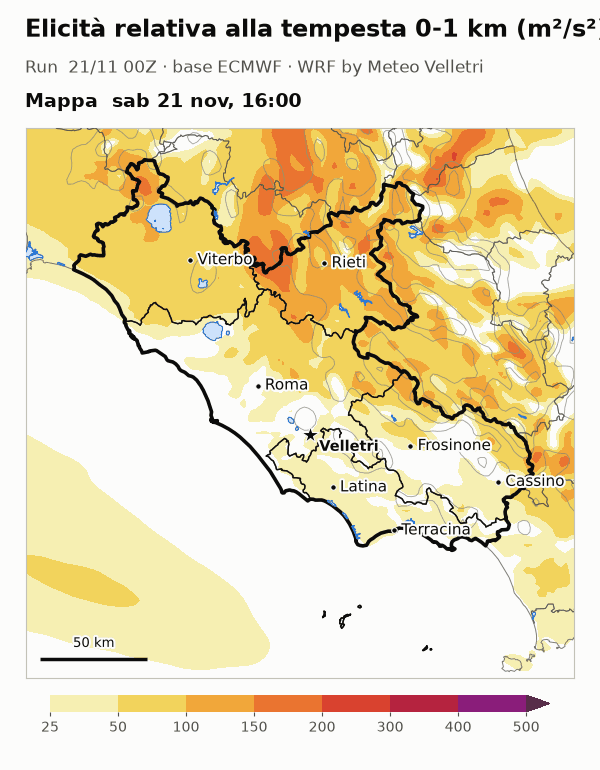 Elicità relativa alla tempesta 0-1 km (m²/s²)
Run  21/11 00Z · base ECMWF · WRF by Meteo Velletri
Mappa  sab 21 nov, 16:00
Viterbo
Rieti
Roma
Velletri
Frosinone
Cassino
Latina
Terracina
50 km
25 50 100 150 200 300 400 500